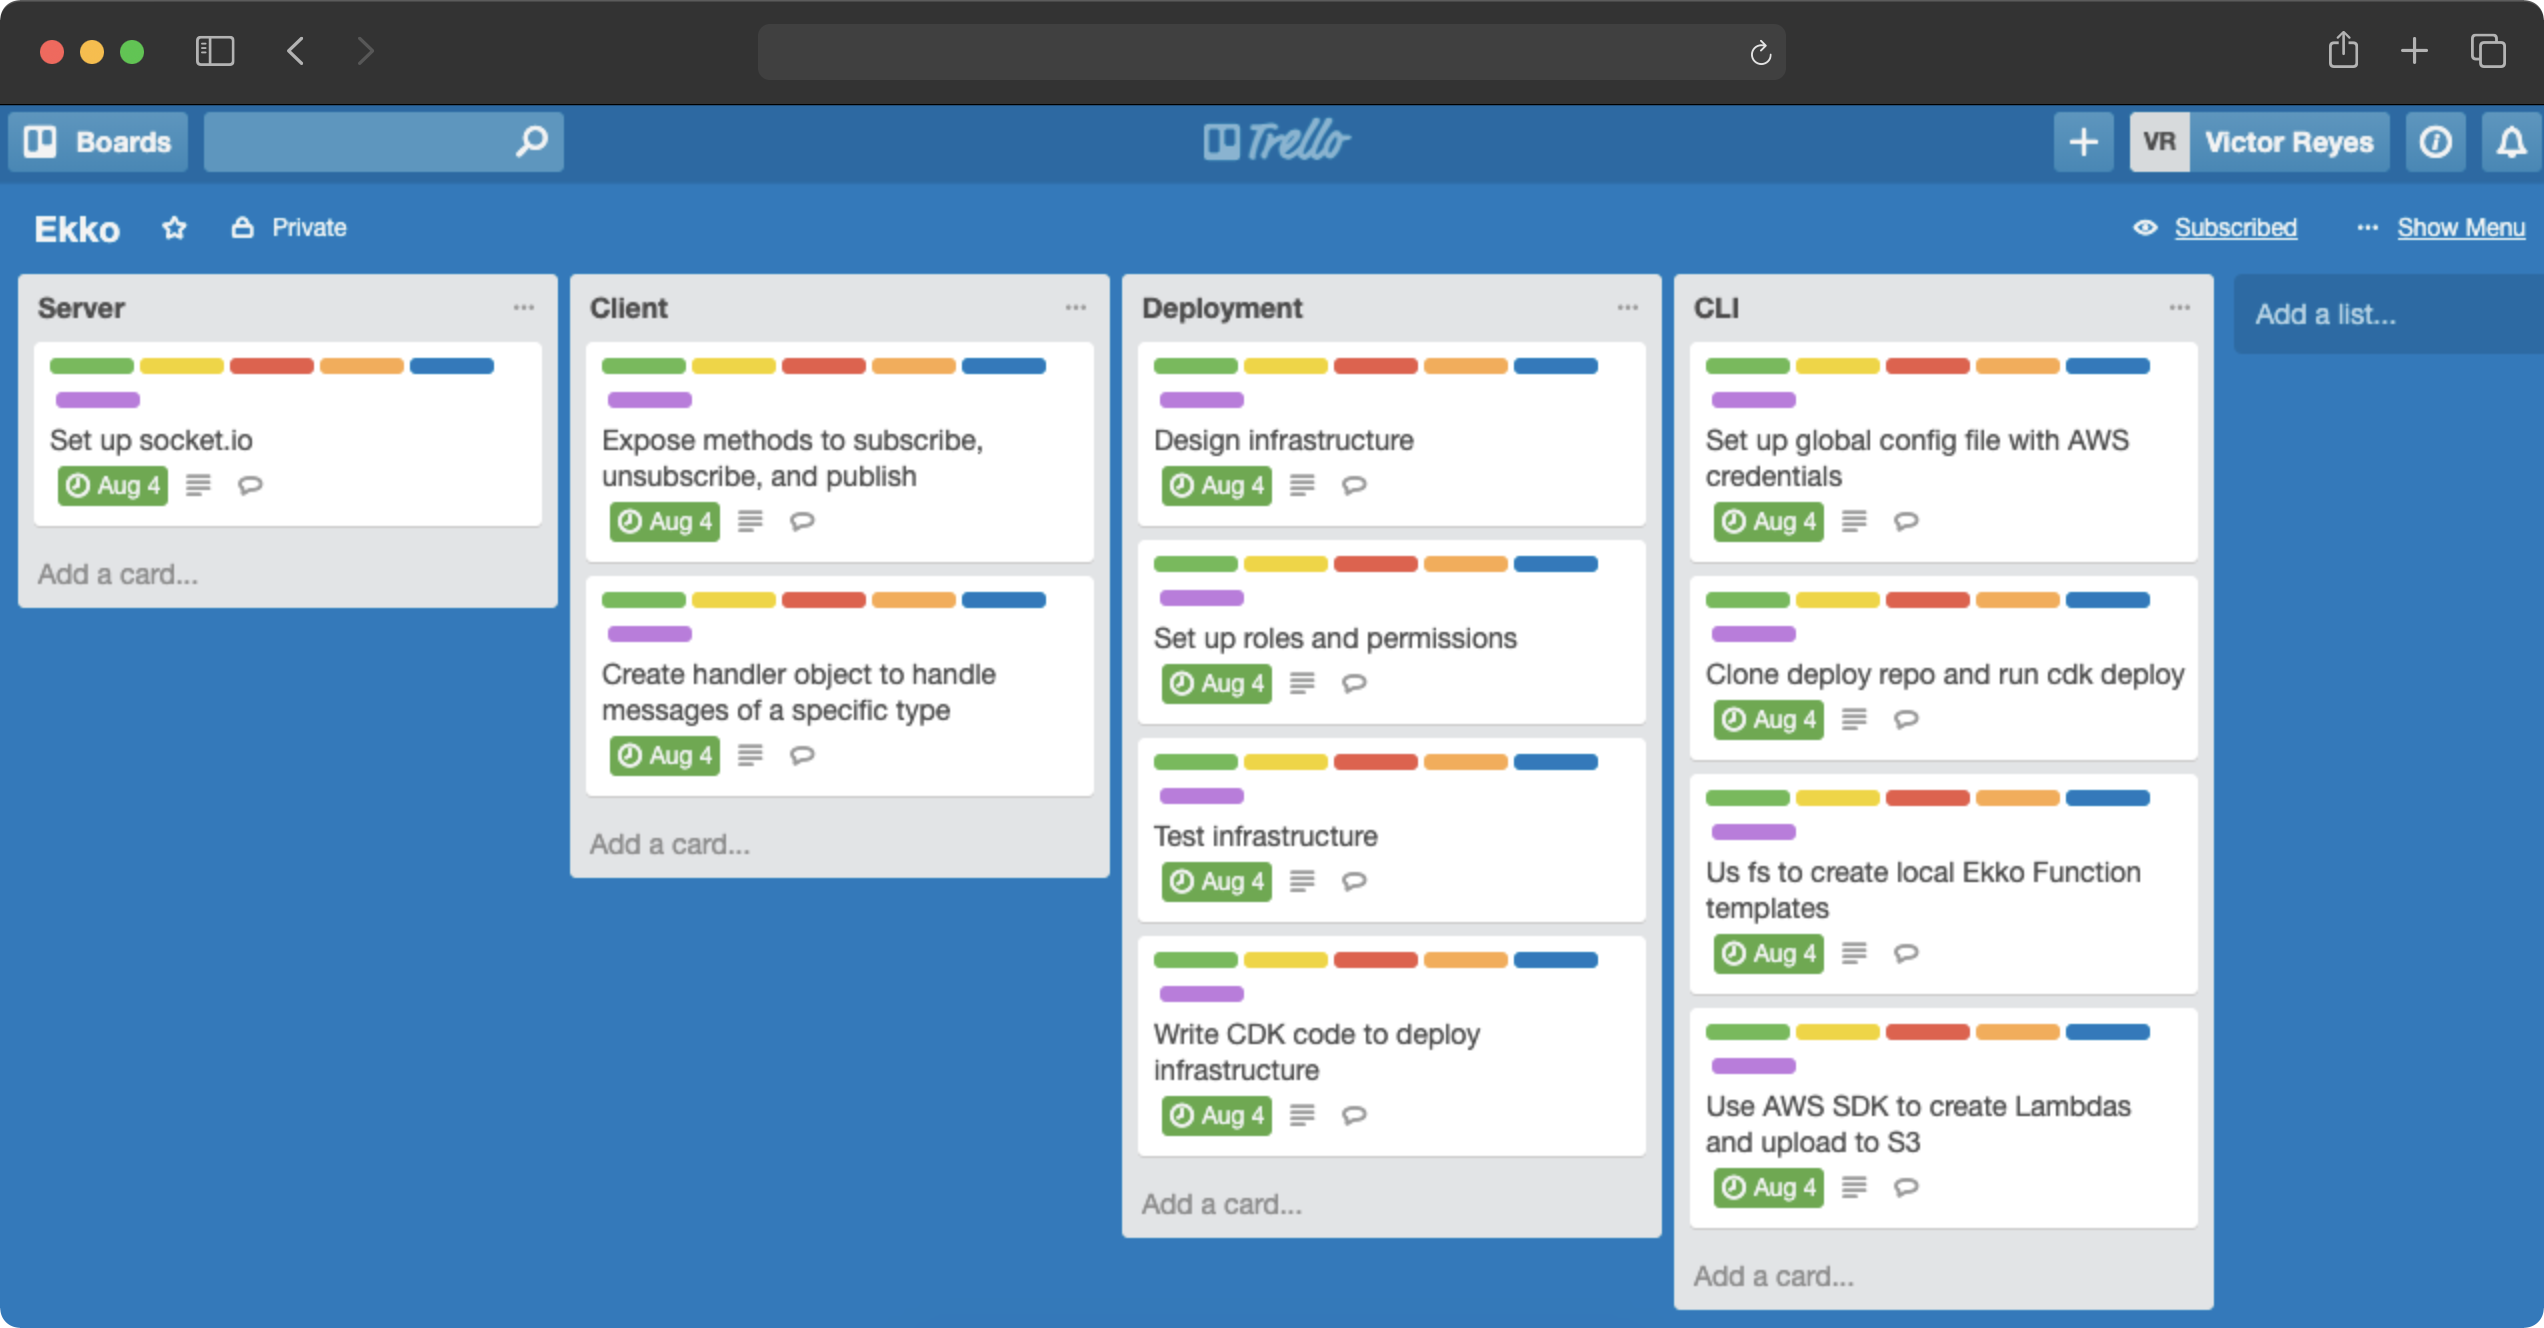 Boards
Trello
VR Victor Reyes
Ekko
Private
Subscribed
... Show Menu
Server ...
Set up socket.io
Aug 4
Add a card...
Client ...
Expose methods to subscribe,
unsubscribe, and publish
Aug 4
Create handler object to handle
messages of a specific type
Aug 4
Add a card...
Deployment ...
Design infrastructure
Aug 4
Set up roles and permissions
Aug 4
Test infrastructure
Aug 4
Write CDK code to deploy
infrastructure
Aug 4
Add a card...
CLI ...
Set up global config file with AWS
credentials
Aug 4
Clone deploy repo and run cdk deploy
Aug 4
Us fs to create local Ekko Function
templates
Aug 4
Use AWS SDK to create Lambdas
and upload to S3
Aug 4
Add a card...
Add a list...